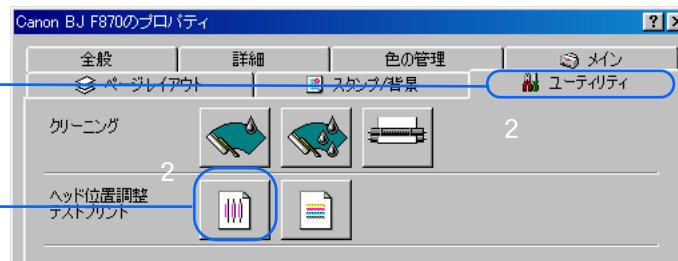 Canon BJ F870のプロパティ
全般 詳細 色の管理 メイン
ページレイアウト スタンプ/背景 ユーティリティ
クリーニング
2
2
ヘッド位置調整
テストプリント